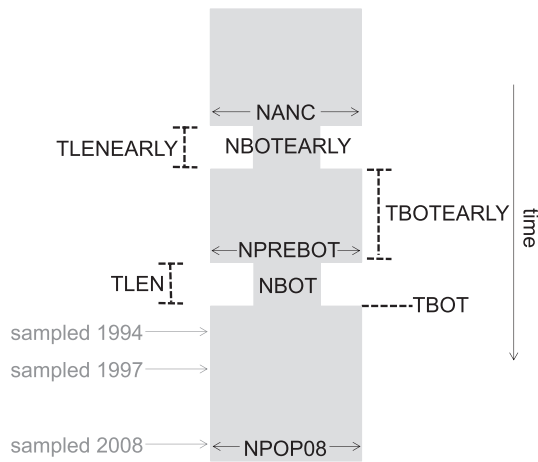 NANC
TLENEARLY
NBOTEARLY
TBOTEARLY
time
NPREBOT
TLEN
NBOT
TBOT
sampled 1994
sampled 1997
sampled 2008
NPOP08